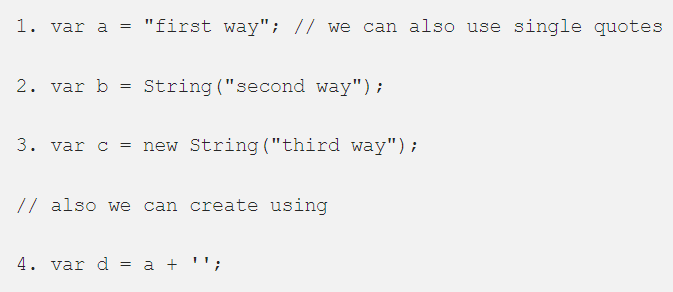 1. var a = "first way"; // we can also use single quotes
2. var b = String("second way");
3. var c = new String("third way");
// also we can create using
4. var d = a + '';